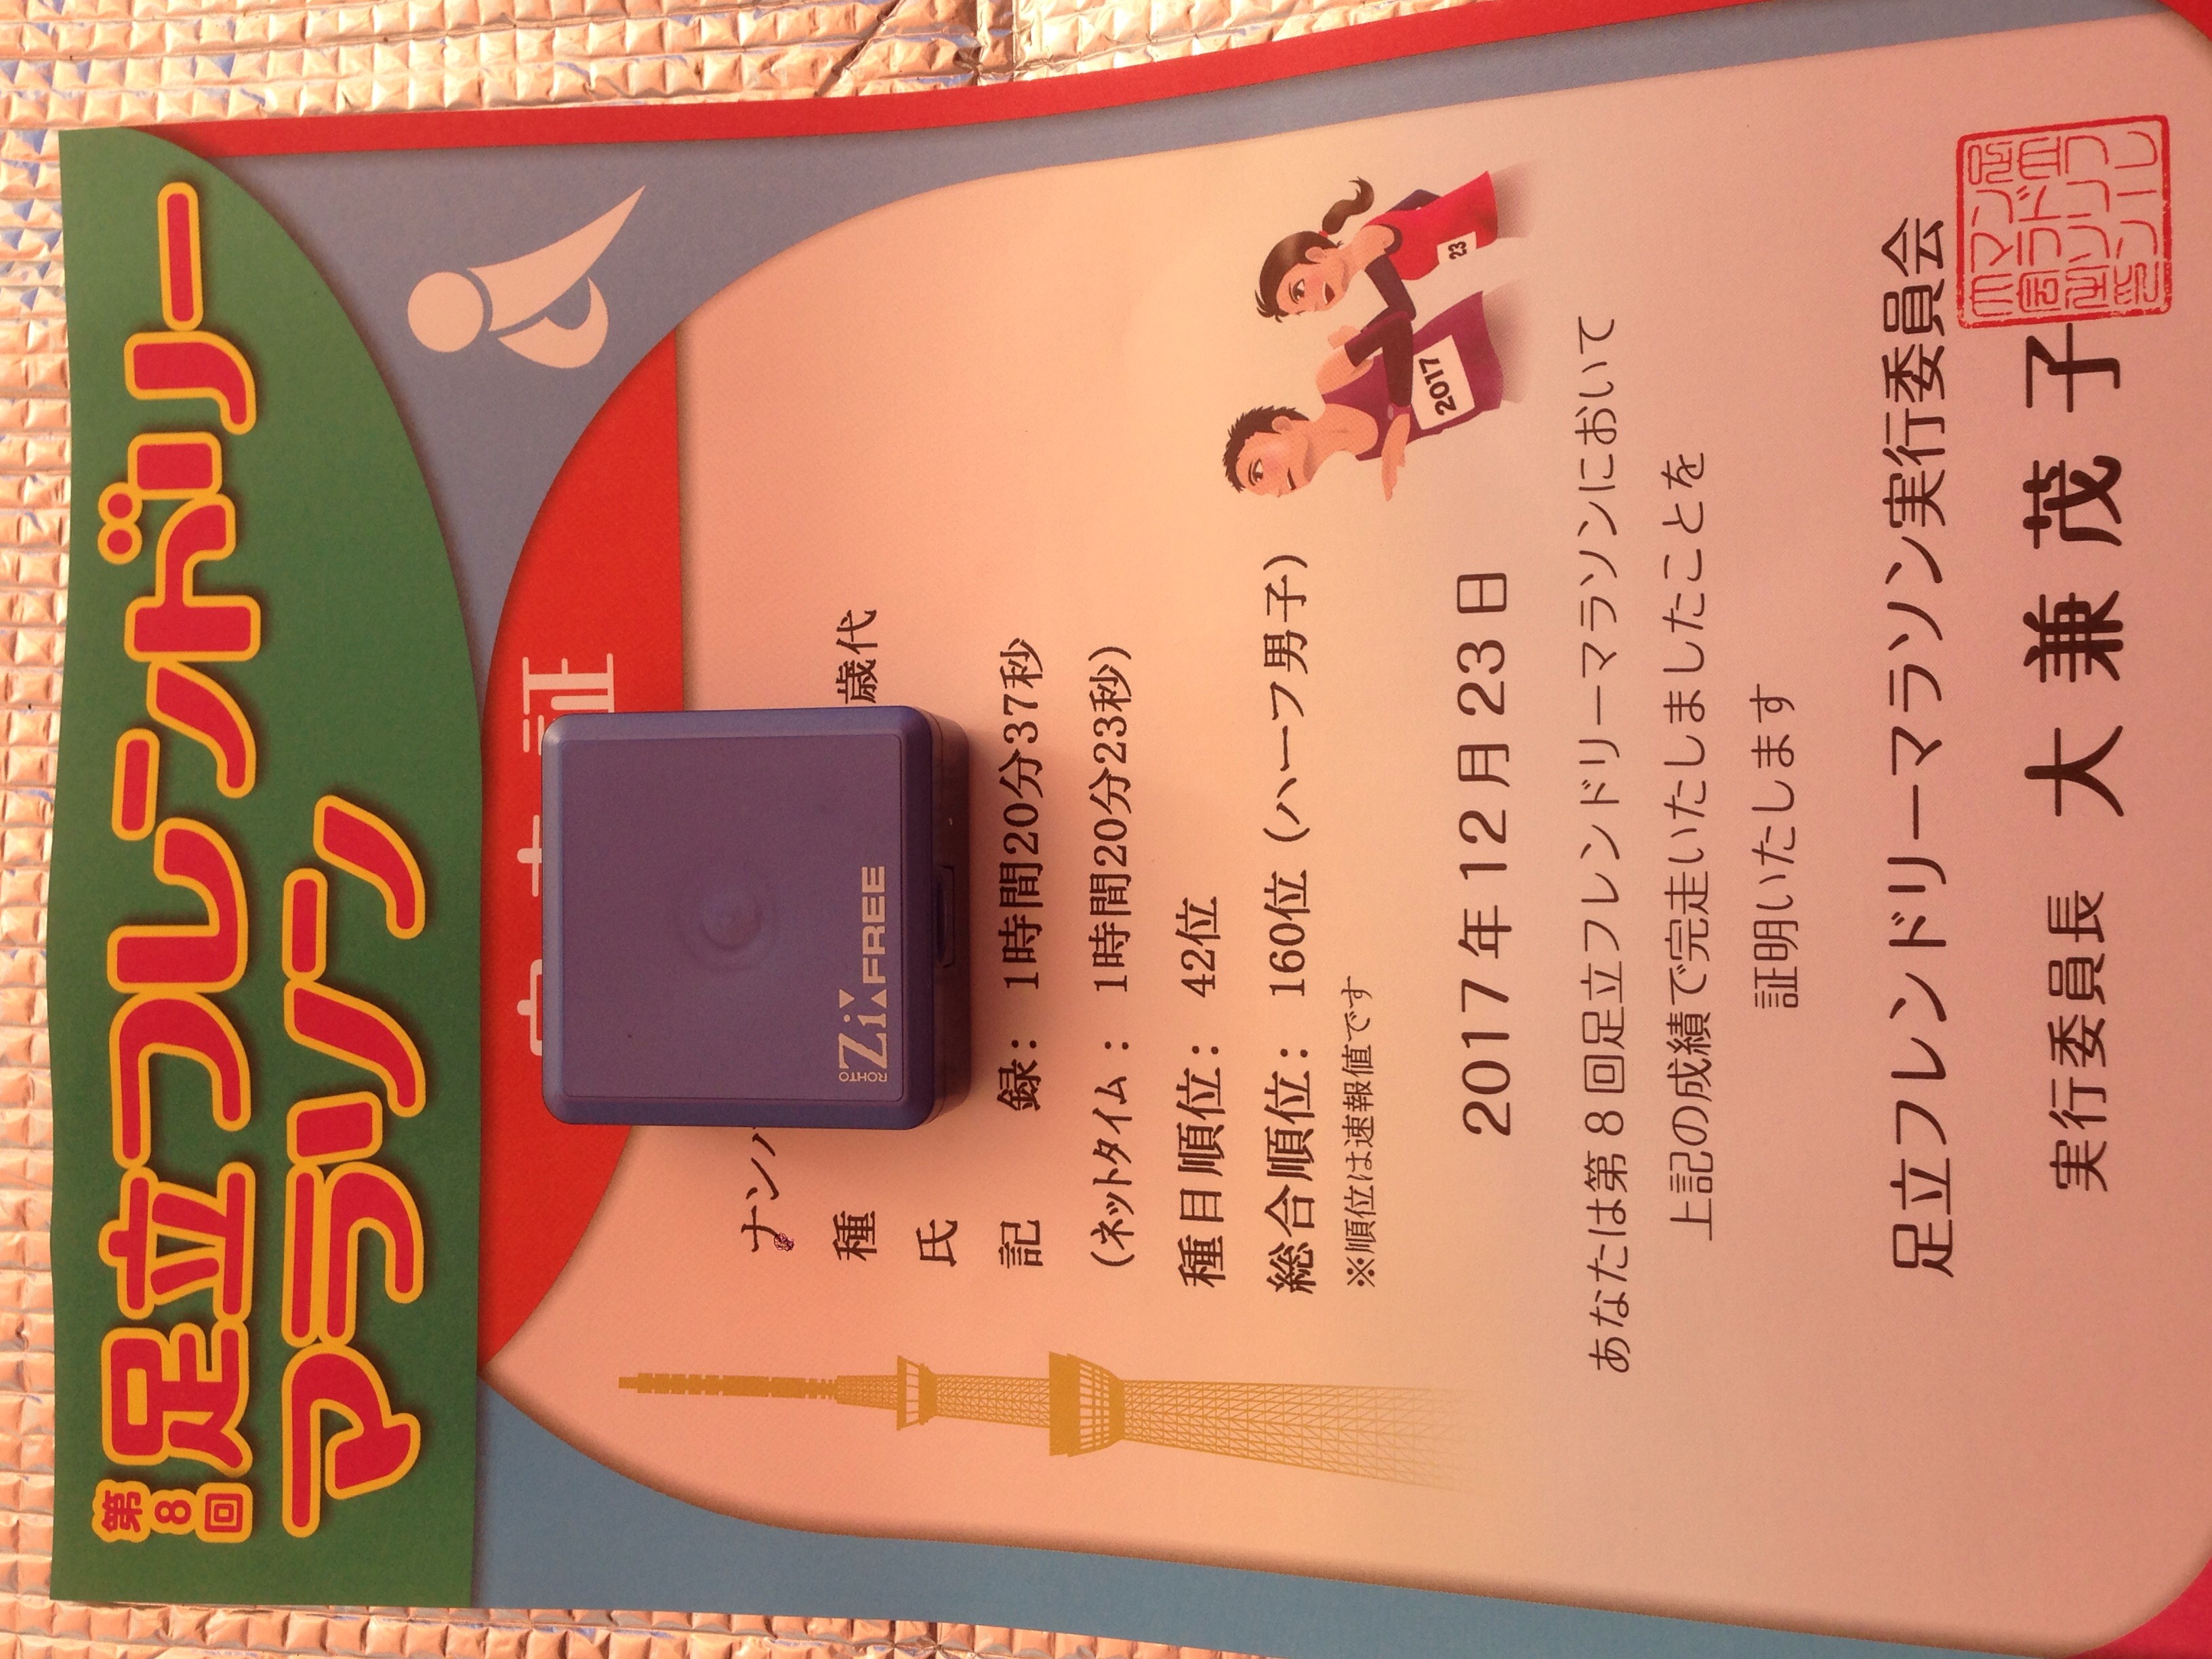 第8回
足立フレンドリー
マラソン
証
ナン
種
歳代
氏
記 録： 1時間20分37秒
（ネットタイム： 1時間20分23秒）
種目順位： 42位
総合順位： 160位（ハーフ男子）
※順位は速報値です
2017年12月23日
あなたは第8回足立フレンドリーマラソンにおいて
上記の成績で完走いたしましたことを
証明いたします
足立フレンドリーマラソン実行委員会
実行委員長 大兼茂子
ROHTO
Zi:
FREE
2017
23